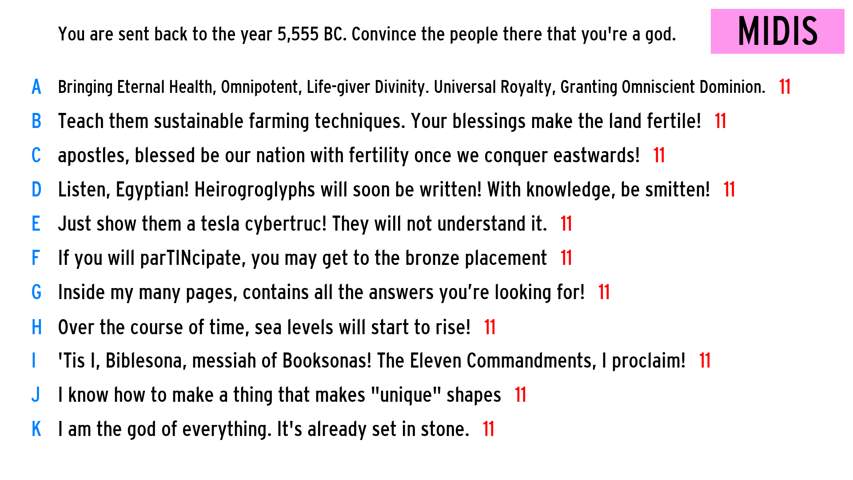 You are sent back to the year 5,555 BC. Convince the people there that you're a god.
MIDIS
A Bringing Eternal Health, Omnipotent, Life-giver Divinity. Universal Royalty, Granting Omniscient Dominion. 11
B Teach them sustainable farming techniques. Your blessings make the land fertile! 11
C apostles, blessed be our nation with fertility once we conquer eastwards! 11
D Listen, Egyptian! Heirogroglyphs will soon be written! With knowledge, be smitten! 11
E Just show them a tesla cybertruc! They will not understand it. 11
F If you will parTINcipate, you may get to the bronze placement 11
G Inside my many pages, contains all the answers you’re looking for! 11
H Over the course of time, sea levels will start to rise! 11
I 'Tis I, Biblesona, messiah of Booksonas! The Eleven Commandments, I proclaim! 11
J I know how to make a thing that makes "unique" shapes 11
K I am the god of everything. It's already set in stone. 11